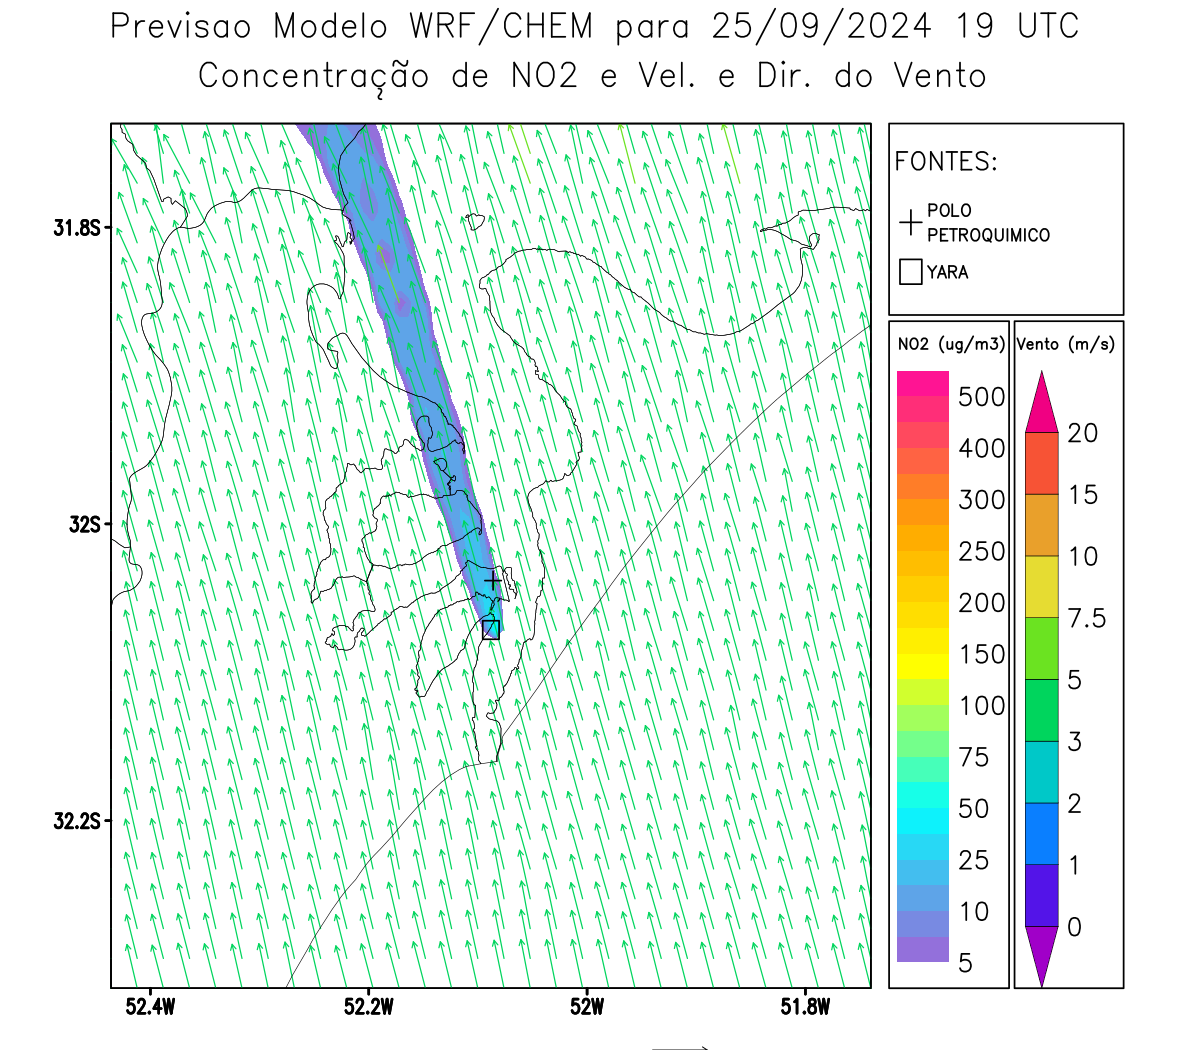 Previsao Modelo WRF/CHEM para 25/09/2024 19 UTC
Concentração de NO2 e Vel. e Dir. do Vento
FONTES:
POLO
PETROQUIMICO
YARA
NO2 (ug/m3)
500
400
300
250
200
150
100
75
50
25
10
5
Vento (m/s)
20
15
10
7.5
5
3
2
1
0
31.8S
32S
32.2S
52.4W
52.2W
52W
51.8W